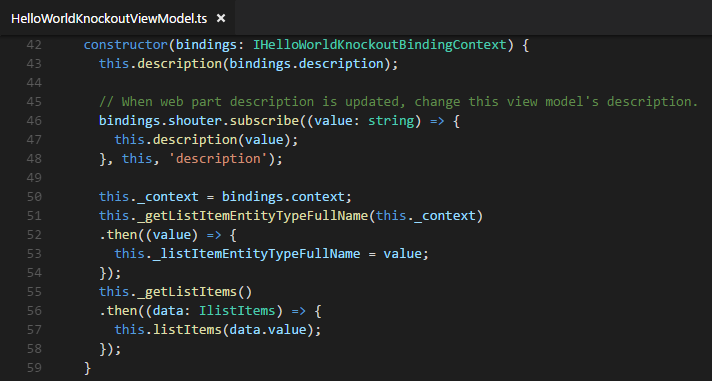 HelloWorldKnockoutViewModel.ts ×
42 constructor(bindings: IHelloWorldKnockoutBindingContext) {
43 this.description(bindings.description);
44
45 // When web part description is updated, change this view model's description.
46 bindings.shouter.subscribe((value: string) => {
47 this.description(value);
48 }, this, 'description');
49
50 this._context = bindings.context;
51 this._getListItemEntityTypeFullName(this._context)
52 .then((value) => {
53 this._listItemEntityTypeFullName = value;
54 });
55 this._getListItems()
56 .then((data: IlistItems) => {
57 this.listItems(data.value);
58 });
59 }